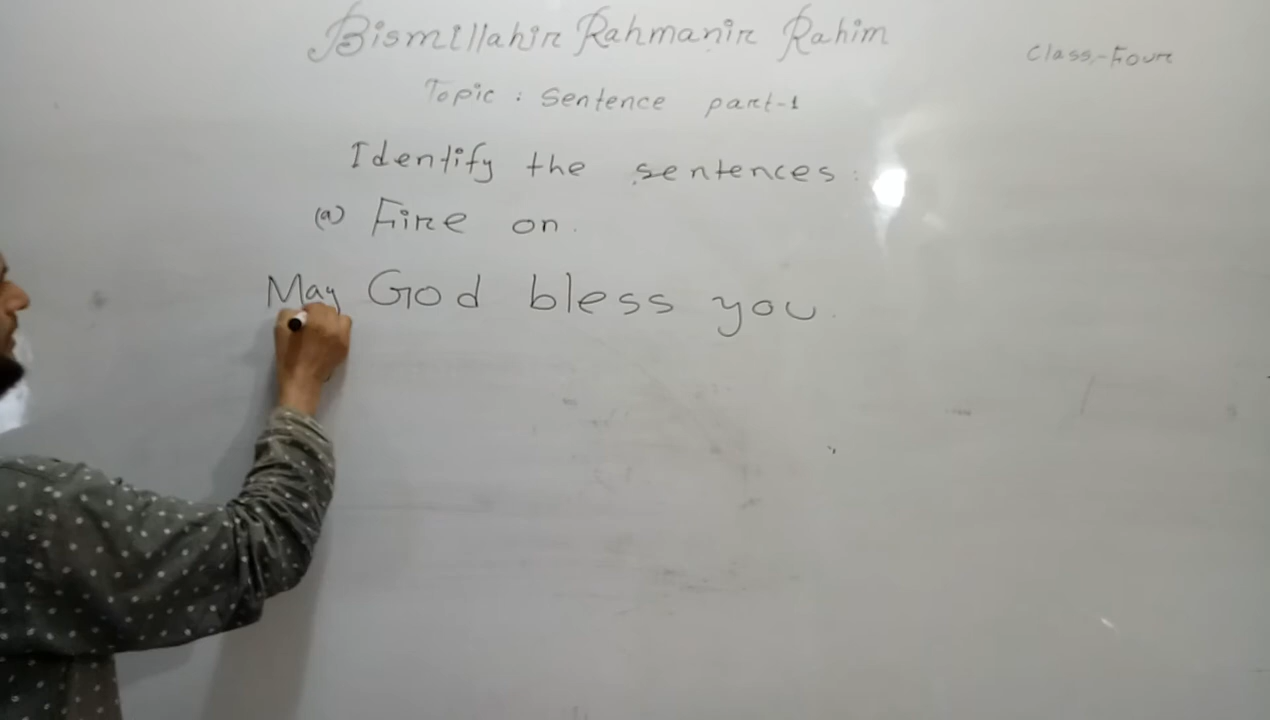 Bismillahir Rahmanir Rahim
Class-Four
Topic : Sentence part-1
Identify the sentences :
(a) Fire on.
May God bless you.